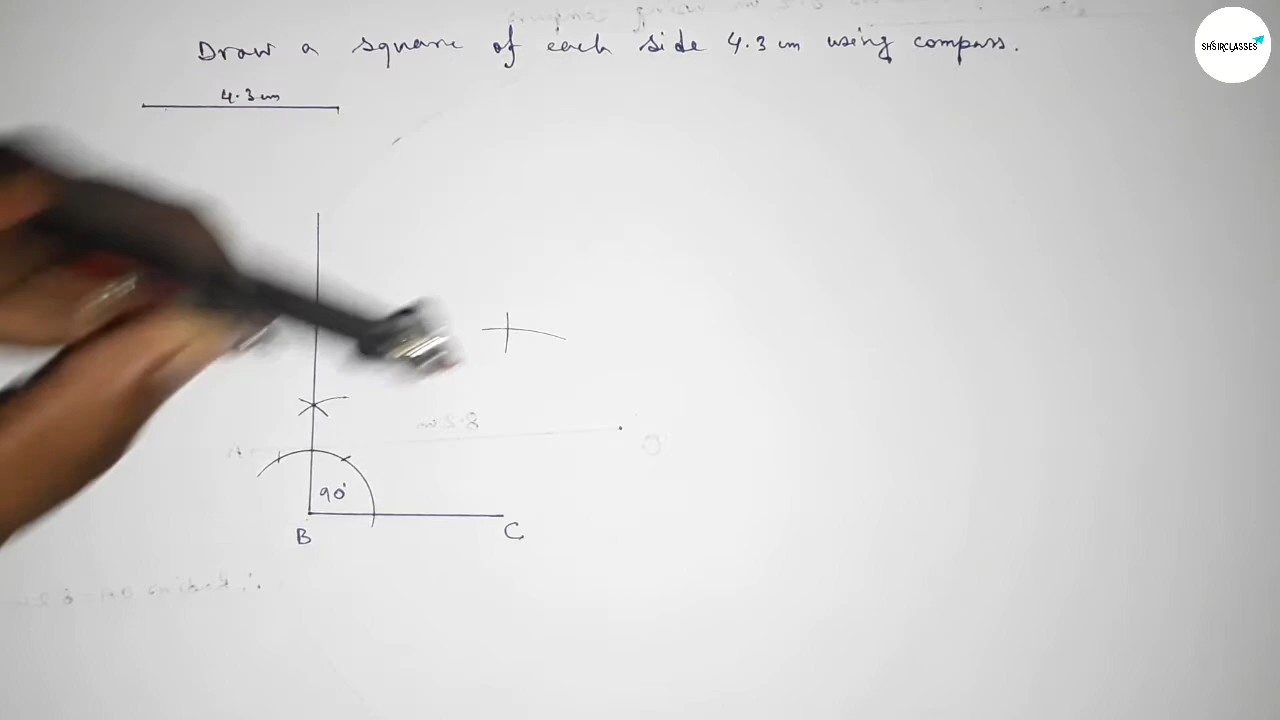 Draw a square of each side 4.3 cm using compass.
SHSIRCLASSES
4.3 cm
90°
B
C